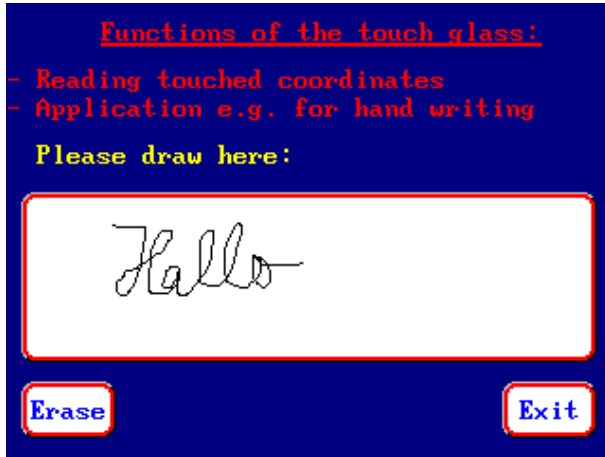 Functions of the touch glass:
- Reading touched coordinates
- Application e.g. for hand writing
Please draw here:
Hallo
Erase
Exit